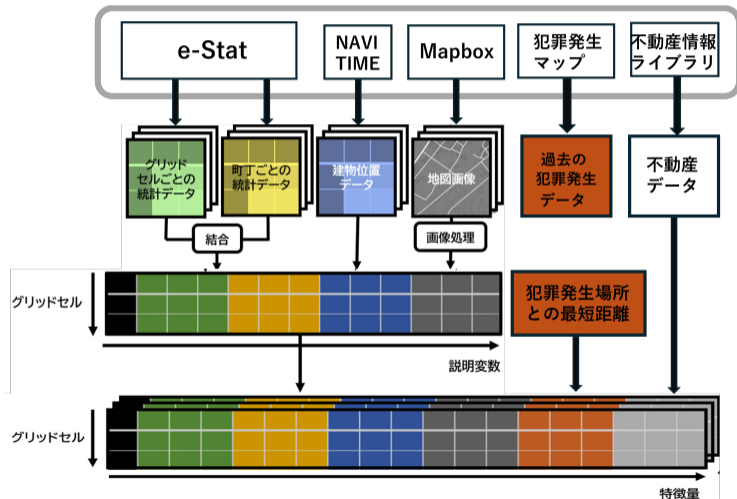 e-Stat
NAVI
TIME
Mapbox
犯罪発生
マップ
不動産情報
ライブラリ
グリッド
セルごとの
統計データ
町丁ごとの
統計データ
建物位置
データ
地図画像
過去の
犯罪発生
データ
不動産
データ
結合
画像処理
グリッドセル
犯罪発生場所
との最短距離
説明変数
グリッドセル
特徴量